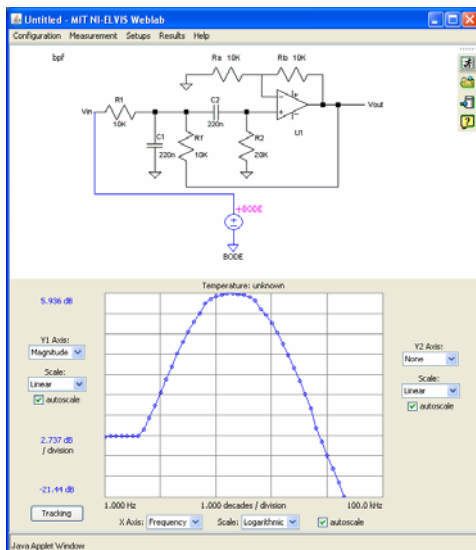 Untitled - MIT NI-ELVIS Weblab
Configuration Measurement Setups Results Help
bpf
Ra 10K
Rb 10K
Vin
R1
10K
C2
220n
C1
220n
Rf
10K
R2
20K
U1
Vout
+BODE
BODE
Temperature: unknown
5.936 dB
Y1 Axis:
Magnitude
Scale:
Linear
autoscale
2.737 dB
/ division
-21.44 dB
Tracking
Y2 Axis:
None
Scale:
Linear
autoscale
1.000 Hz
1.000 decades / division
100.0 kHz
X Axis: Frequency Scale: Logarithmic autoscale
Java Applet Window